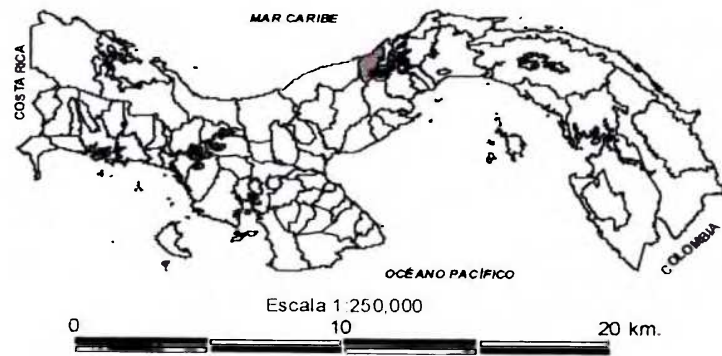 MAR CARIBE
COSTA RICA
OCÉANO PACÍFICO
COLOMBIA
Escala 1:250,000
0 10 20 km.